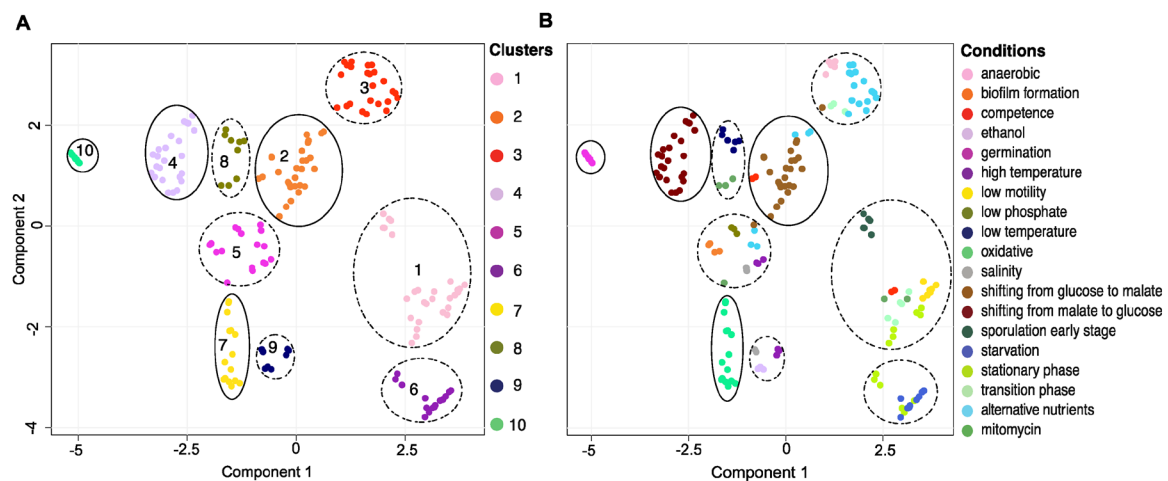 A
B
Clusters
1
2
3
4
5
6
7
8
9
10
Conditions
anaerobic
biofilm formation
competence
ethanol
germination
high temperature
low motility
low phosphate
low temperature
oxidative
salinity
shifting from glucose to malate
shifting from malate to glucose
sporulation early stage
starvation
stationary phase
transition phase
alternative nutrients
mitomycin
3
10
4
8
2
5
1
7
9
6
2
0
-2
-4
Component 2
-5
-2.5
0
2.5
Component 1
-5
-2.5
0
2.5
Component 1